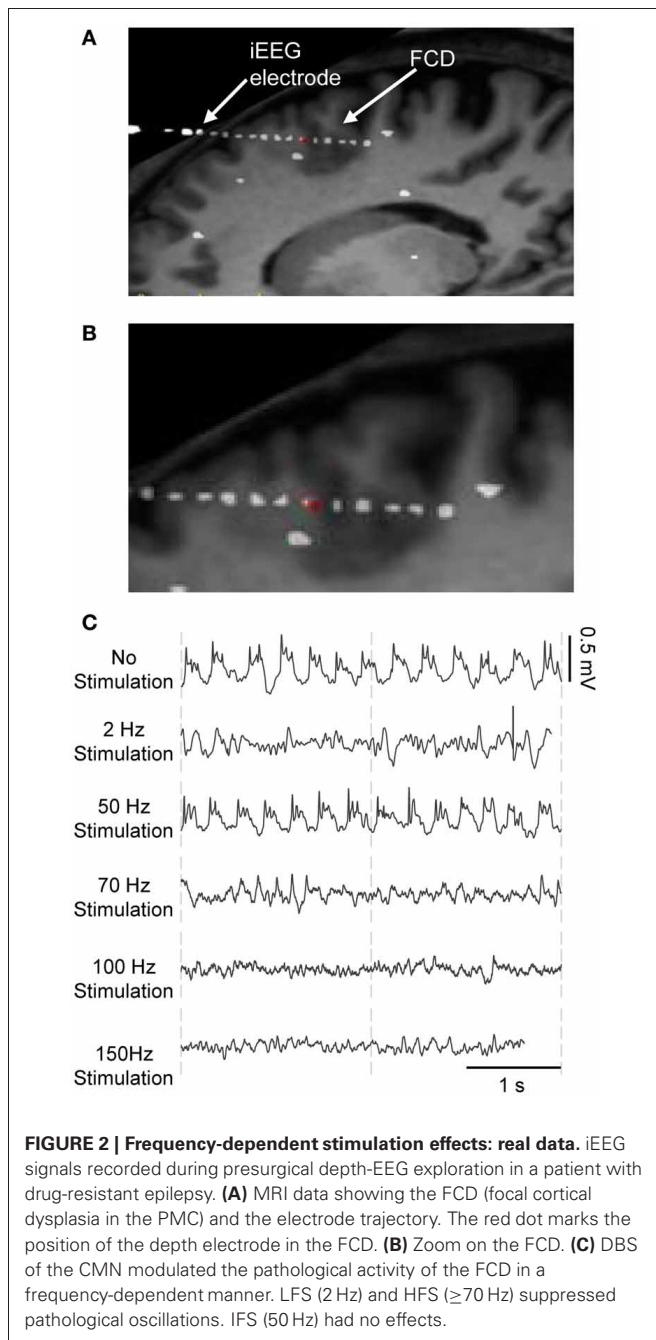 A
iEEG
electrode
FCD
B
C
No
Stimulation
0.5 mV
2 Hz
Stimulation
50 Hz
Stimulation
70 Hz
Stimulation
100 Hz
Stimulation
150Hz
Stimulation
1 s
FIGURE 2 | Frequency-dependent stimulation effects: real data. iEEG
signals recorded during presurgical depth-EEG exploration in a patient with
drug-resistant epilepsy. (A) MRI data showing the FCD (focal cortical
dysplasia in the PMC) and the electrode trajectory. The red dot marks the
position of the depth electrode in the FCD. (B) Zoom on the FCD. (C) DBS
of the CMN modulated the pathological activity of the FCD in a
frequency-dependent manner. LFS (2 Hz) and HFS (≥70 Hz) suppressed
pathological oscillations. IFS (50 Hz) had no effects.